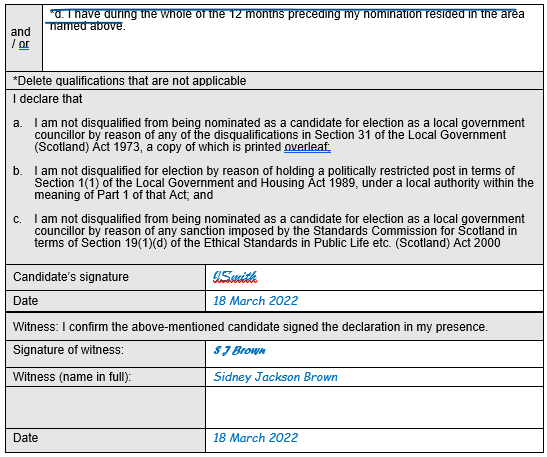 *d. I have during the whole of the 12 months preceding my nomination resided in the area
named above.
and
/ or
*Delete qualifications that are not applicable
I declare that
a. I am not disqualified from being nominated as a candidate for election as a local government
councillor by reason of any of the disqualifications in Section 31 of the Local Government
(Scotland) Act 1973, a copy of which is printed overleaf;
b. I am not disqualified for election by reason of holding a politically restricted post in terms of
Section 1(1) of the Local Government and Housing Act 1989, under a local authority within the
meaning of Part 1 of that Act; and
c. I am not disqualified from being nominated as a candidate for election as a local government
councillor by reason of any sanction imposed by the Standards Commission for Scotland in
terms of Section 19(1)(d) of the Ethical Standards in Public Life etc. (Scotland) Act 2000
Candidate's signature JSmith
Date 18 March 2022
Witness: I confirm the above-mentioned candidate signed the declaration in my presence.
Signature of witness: S J Brown
Witness (name in full): Sidney Jackson Brown
Date 18 March 2022